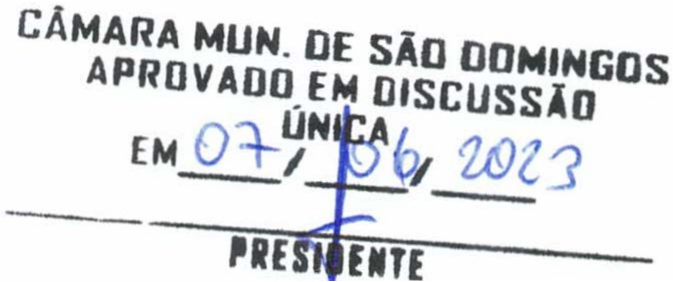 CÂMARA MUN. DE SÃO DOMINGOS
APROVADO EM DISCUSSÃO
ÚNICA
EM 07/06/2023
PRESIDENTE